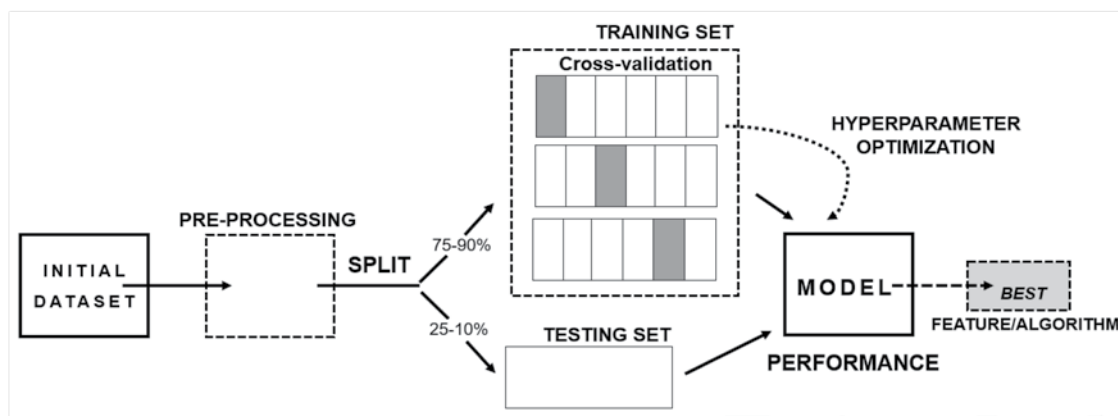 TRAINING SET
Cross-validation
HYPERPARAMETER
OPTIMIZATION
PRE-PROCESSING
75-90%
SPLIT
INITIAL
DATASET
MODEL
BEST
FEATURE/ALGORITHM
25-10%
TESTING SET
PERFORMANCE